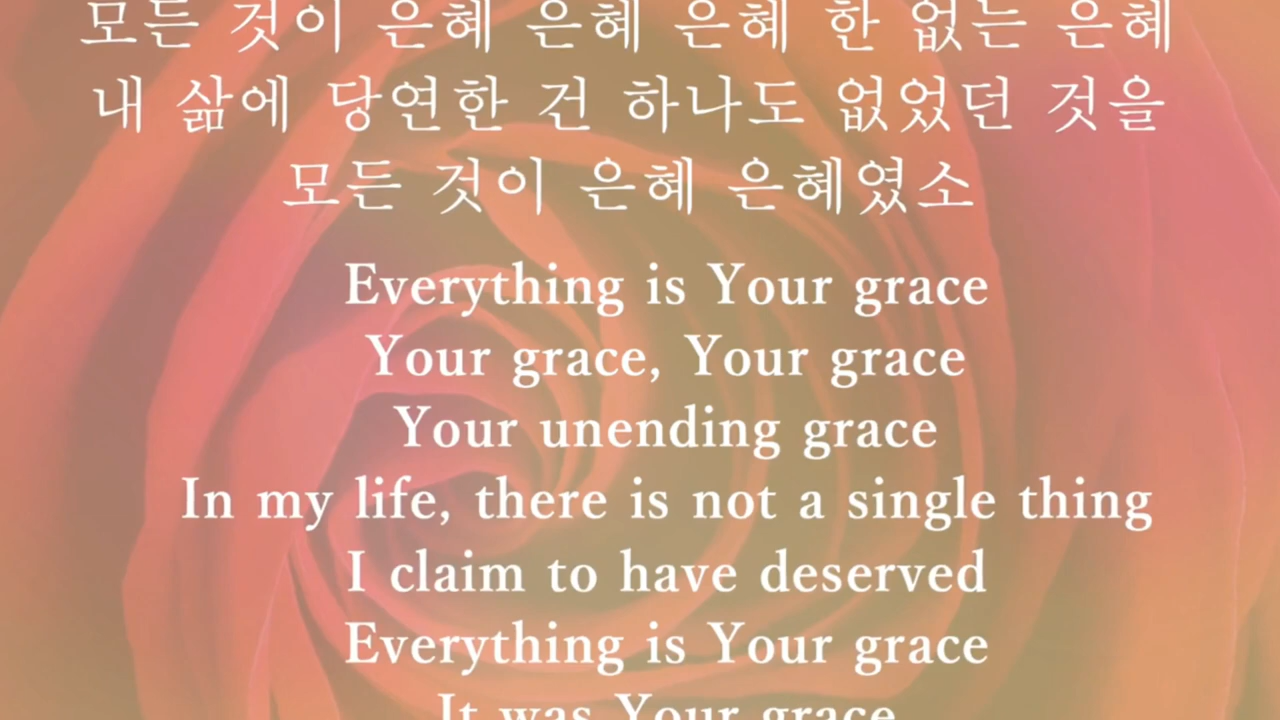 모든 것이 은혜 은혜 은혜 한 없는 은혜
내 삶에 당연한 건 하나도 없었던 것을
모든 것이 은혜 은혜였소
Everything is Your grace
Your grace, Your grace
Your unending grace
In my life, there is not a single thing
I claim to have deserved
Everything is Your grace
It was Your grace